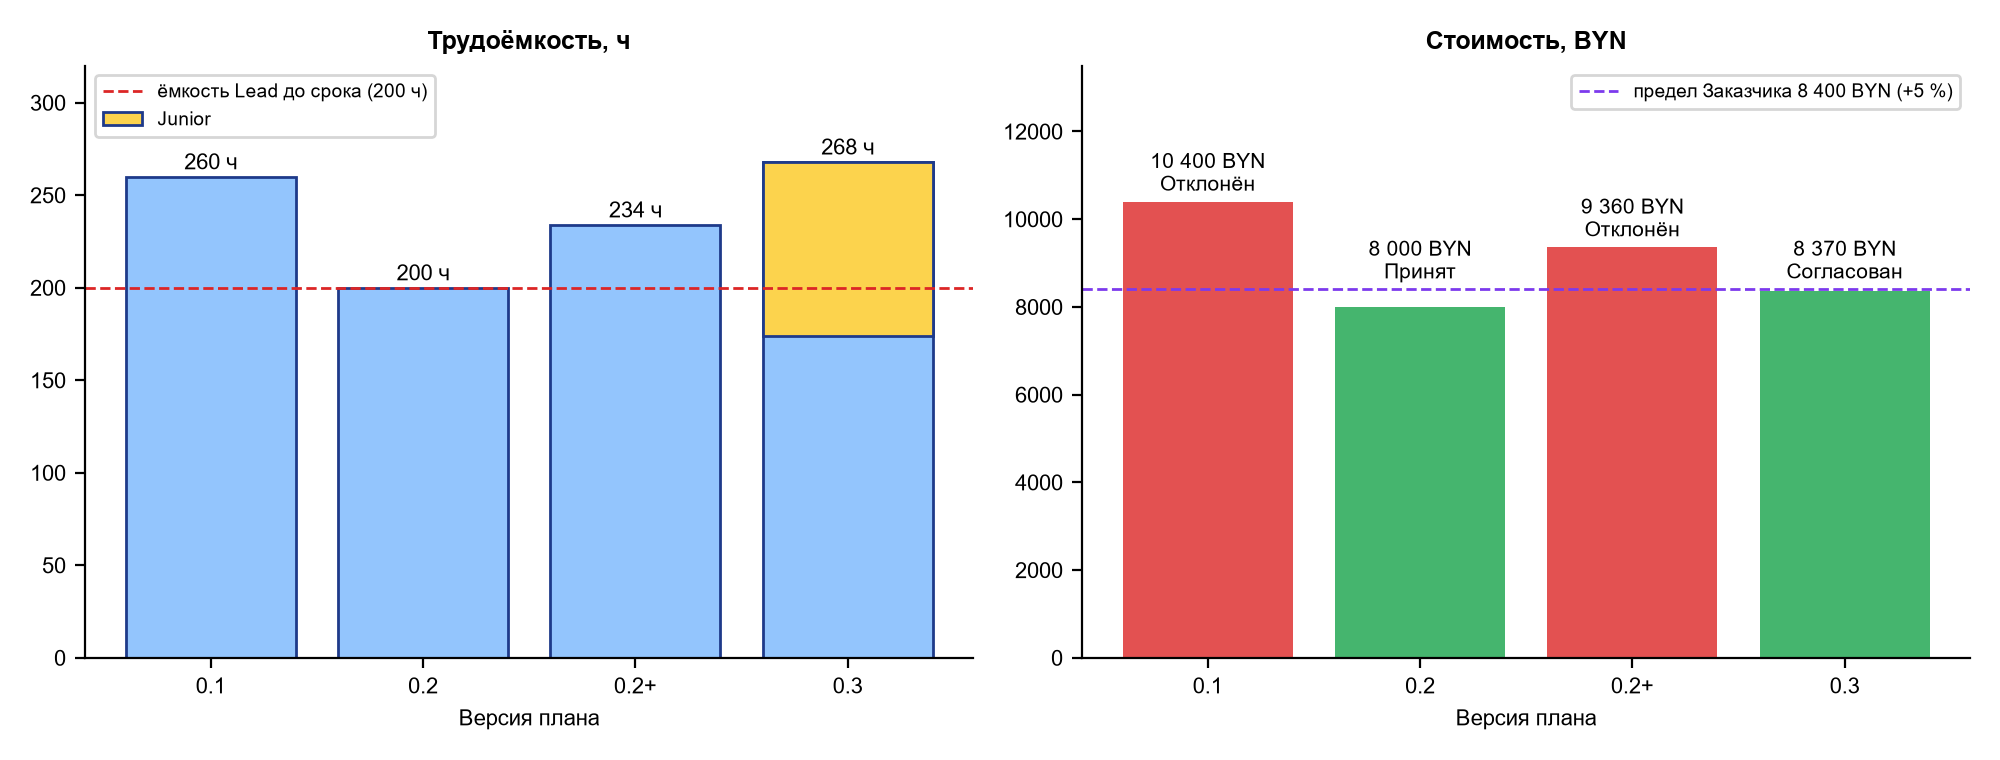 Трудоёмкость, ч
ёмкость Lead до срока (200 ч)
Junior
300
250
200
150
100
50
0
260 ч
200 ч
234 ч
268 ч
0.1
0.2
0.2+
0.3
Версия плана
Стоимость, BYN
предел Заказчика 8 400 BYN (+5 %)
12000
10000
8000
6000
4000
2000
0
10 400 BYN
Отклонён
8 000 BYN
Принят
9 360 BYN
Отклонён
8 370 BYN
Согласован
0.1
0.2
0.2+
0.3
Версия плана